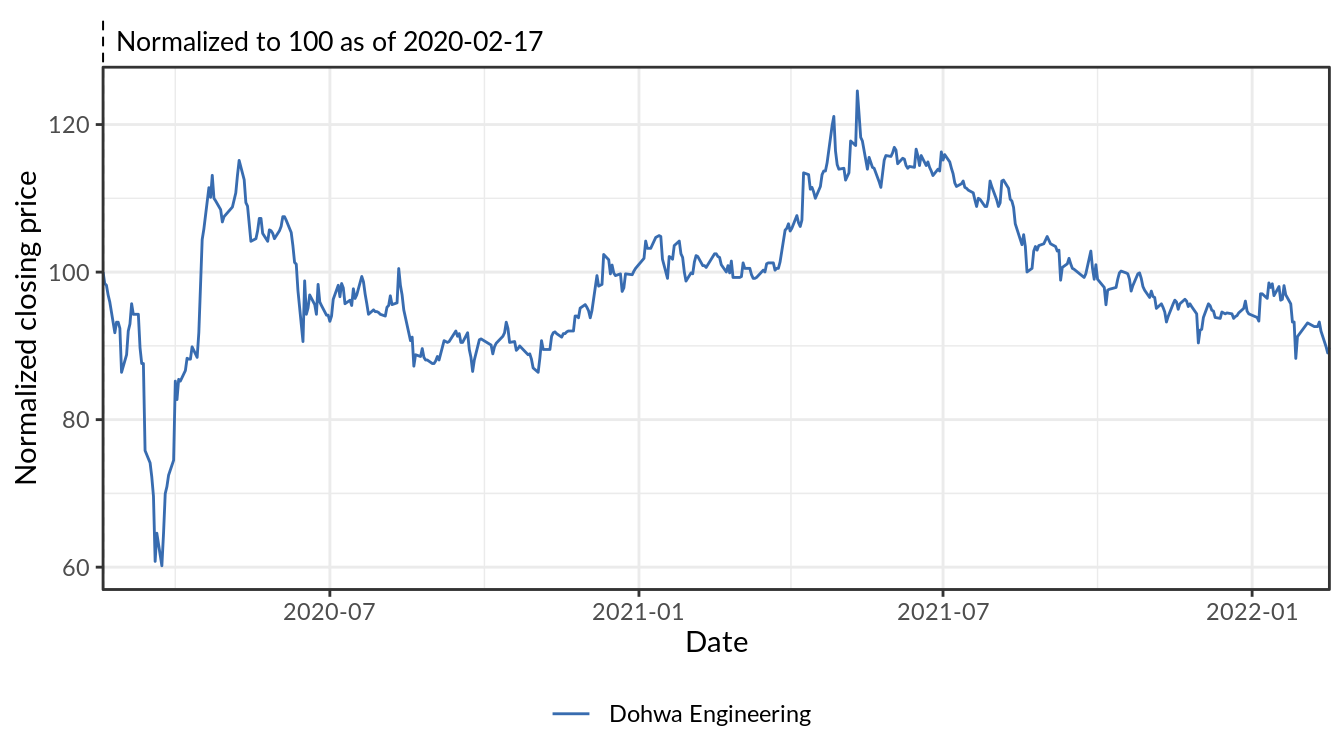 Normalized to 100 as of 2020-02-17
Normalized closing price
120
100
80
60
2020-07
2021-01
2021-07
2022-01
Date
Dohwa Engineering